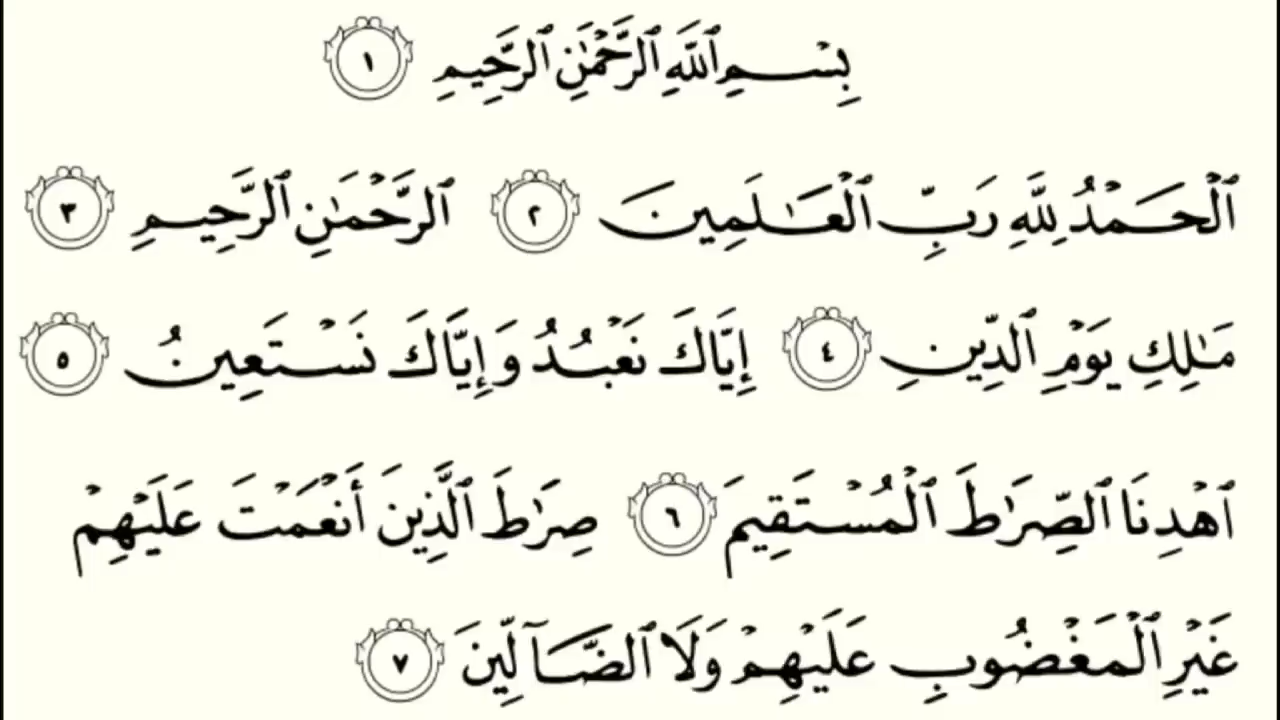 بِسۡمِ ٱللَّهِ ٱلرَّحۡمَٰنِ ٱلرَّحِيمِ ١
ٱلۡحَمۡدُ لِلَّهِ رَبِّ ٱلۡعَٰلَمِينَ ٢ ٱلرَّحۡمَٰنِ ٱلرَّحِيمِ ٣
مَٰلِكِ يَوۡمِ ٱلدِّينِ ٤ إِيَّاكَ نَعۡبُدُ وَإِيَّاكَ نَسۡتَعِينُ ٥
ٱهۡدِنَا ٱلصِّرَٰطَ ٱلۡمُسۡتَقِيمَ ٦ صِرَٰطَ ٱلَّذِينَ أَنۡعَمۡتَ عَلَيۡهِمۡ
غَيۡرِ ٱلۡمَغۡضُوبِ عَلَيۡهِمۡ وَلَا ٱلضَّآلِّينَ ٧